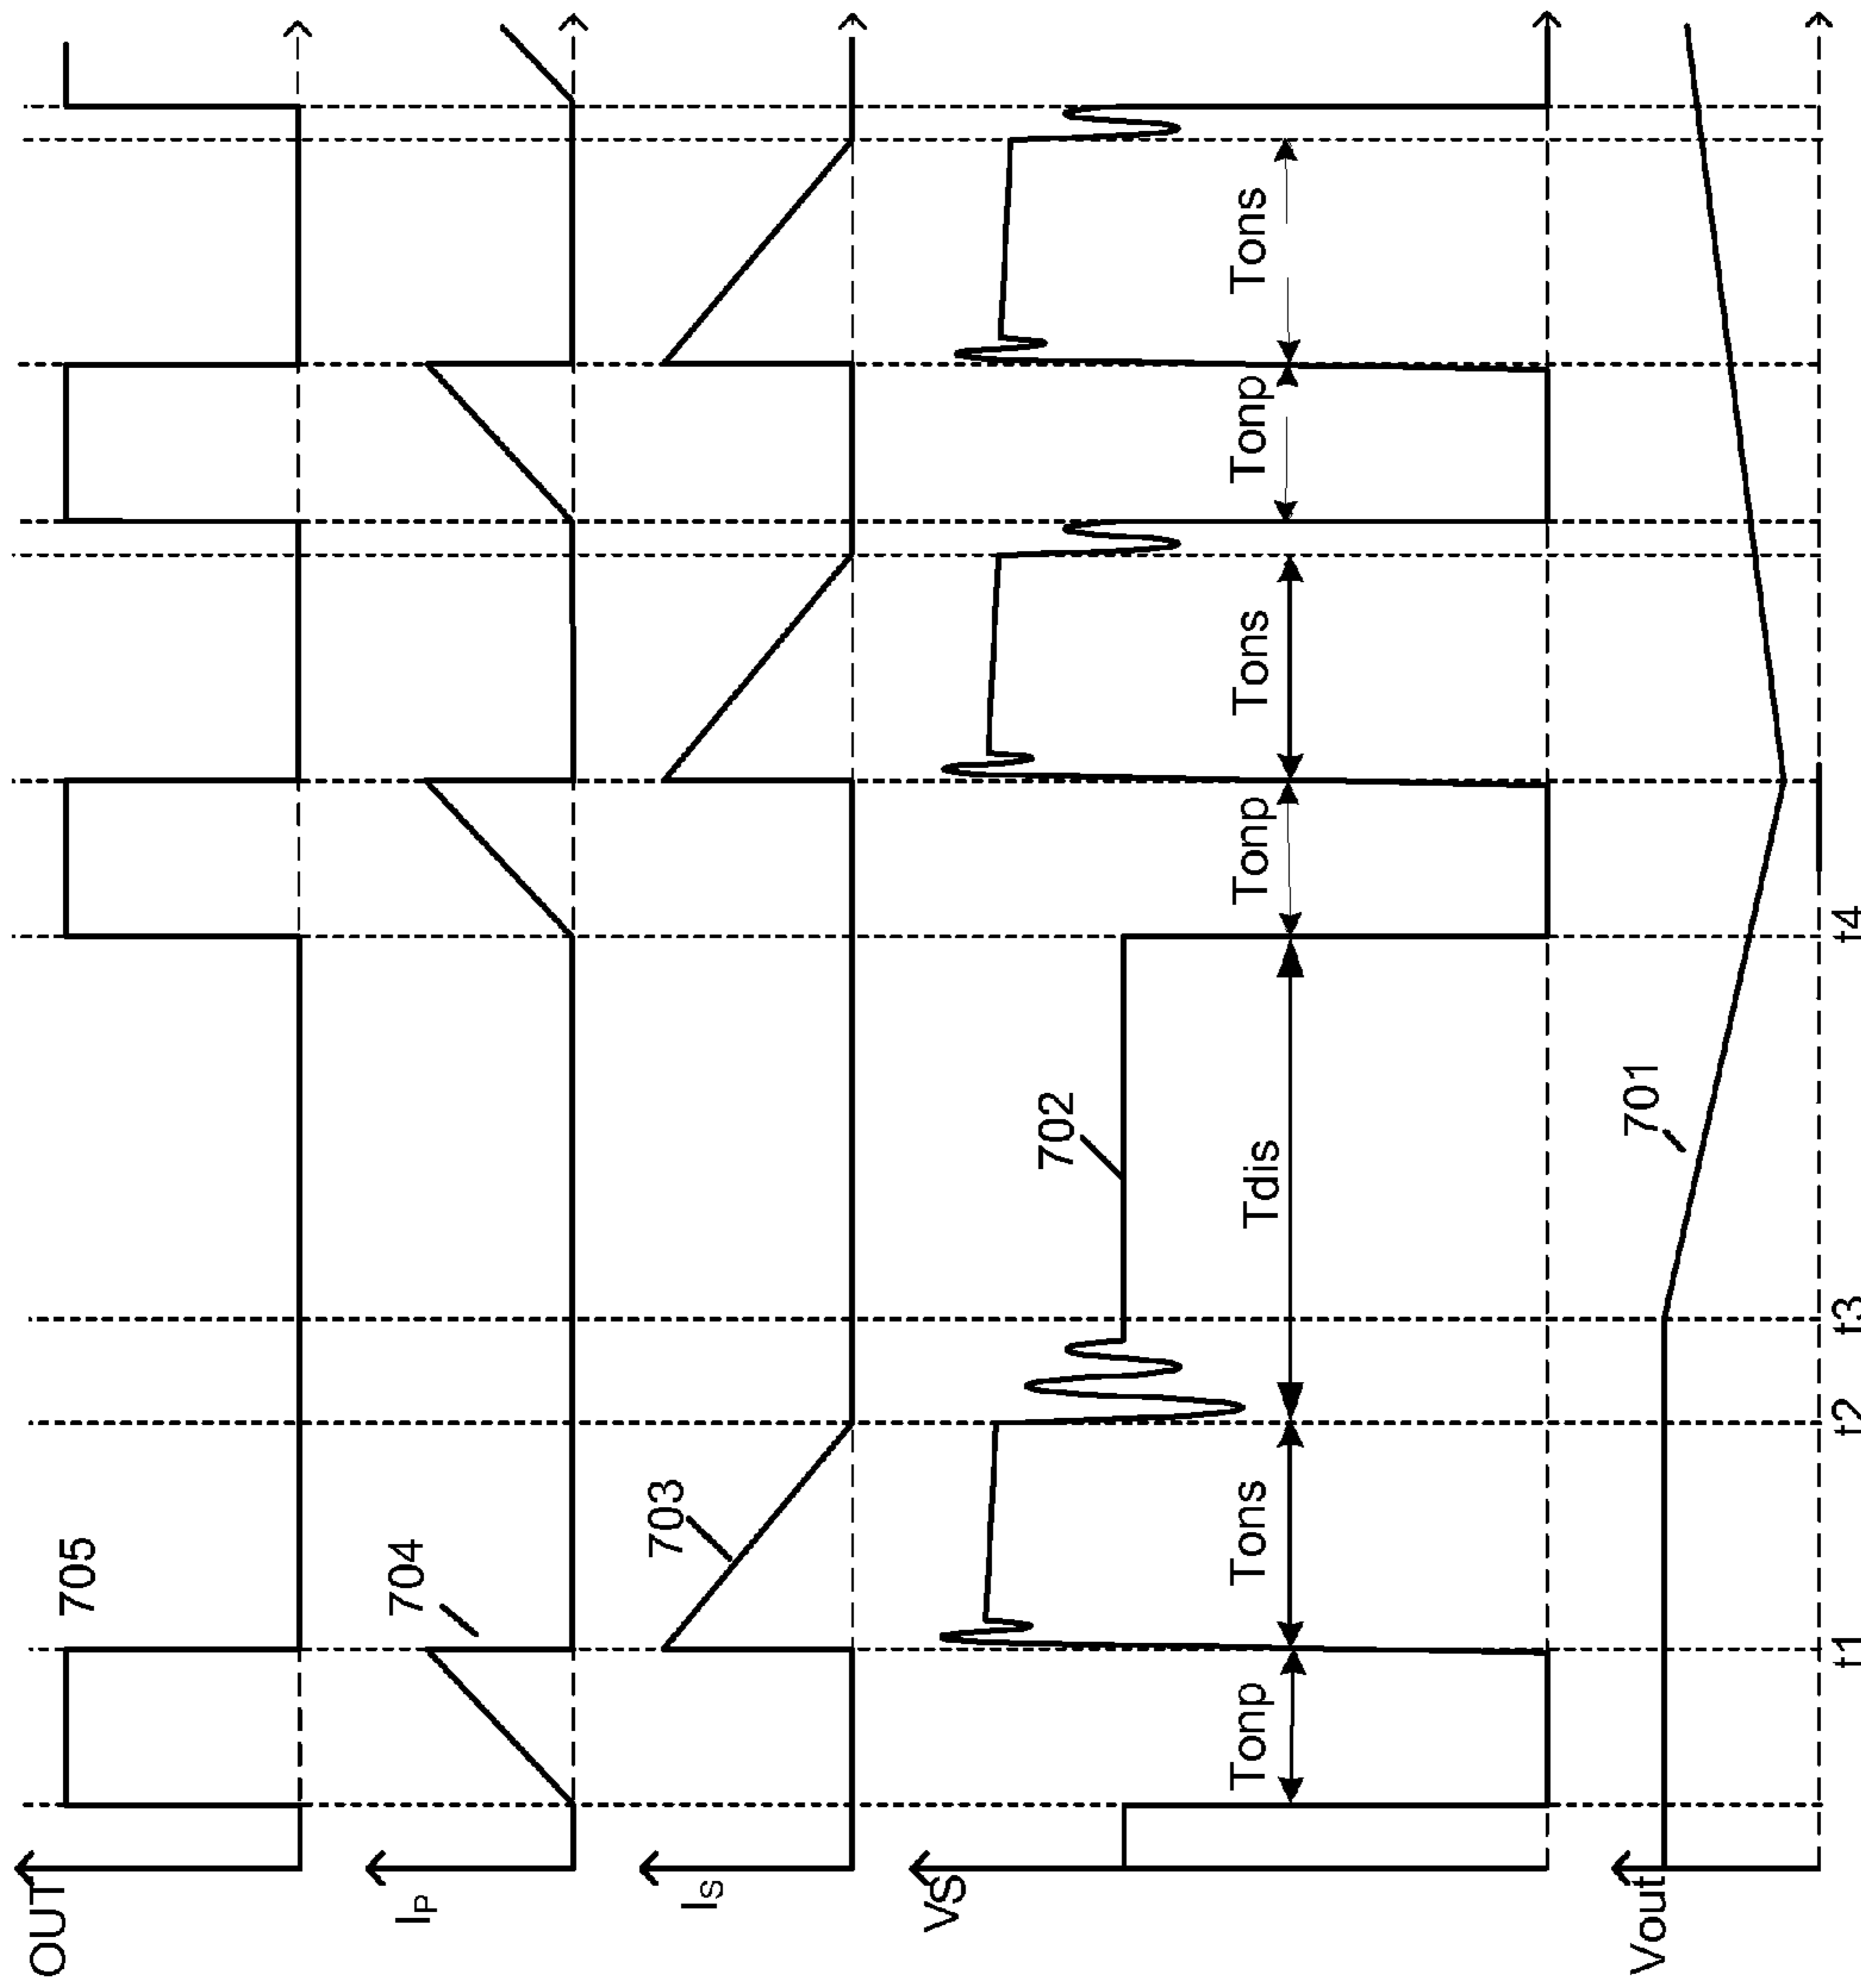 OUT
705
I_P
704
I_S
703
VS
702
Tonp
Tons
Tdis
Tonp
Tons
Tonp
Tons
Vout
701
t1
t2
t3
t4